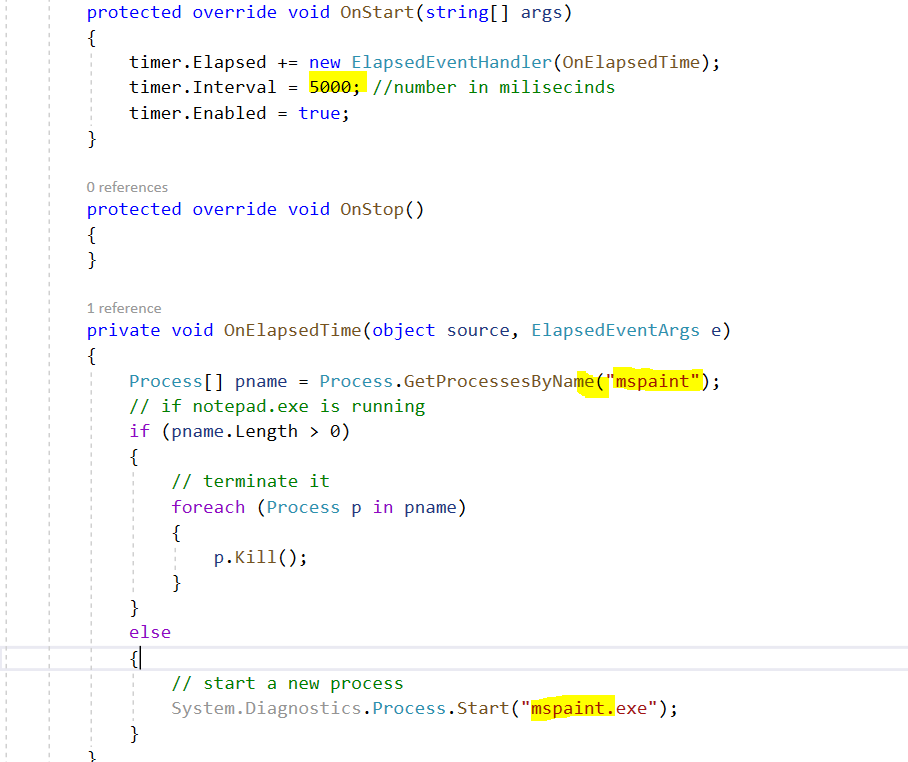 protected override void OnStart(string[] args)
{
timer.Elapsed += new ElapsedEventHandler(OnElapsedTime);
timer.Interval = 5000; //number in milisecinds
timer.Enabled = true;
}
0 references
protected override void OnStop()
{
}
1 reference
private void OnElapsedTime(object source, ElapsedEventArgs e)
{
Process[] pname = Process.GetProcessesByName("mspaint");
// if notepad.exe is running
if (pname.Length > 0)
{
// terminate it
foreach (Process p in pname)
{
p.Kill();
}
}
else
{
// start a new process
System.Diagnostics.Process.Start("mspaint.exe");
}
}